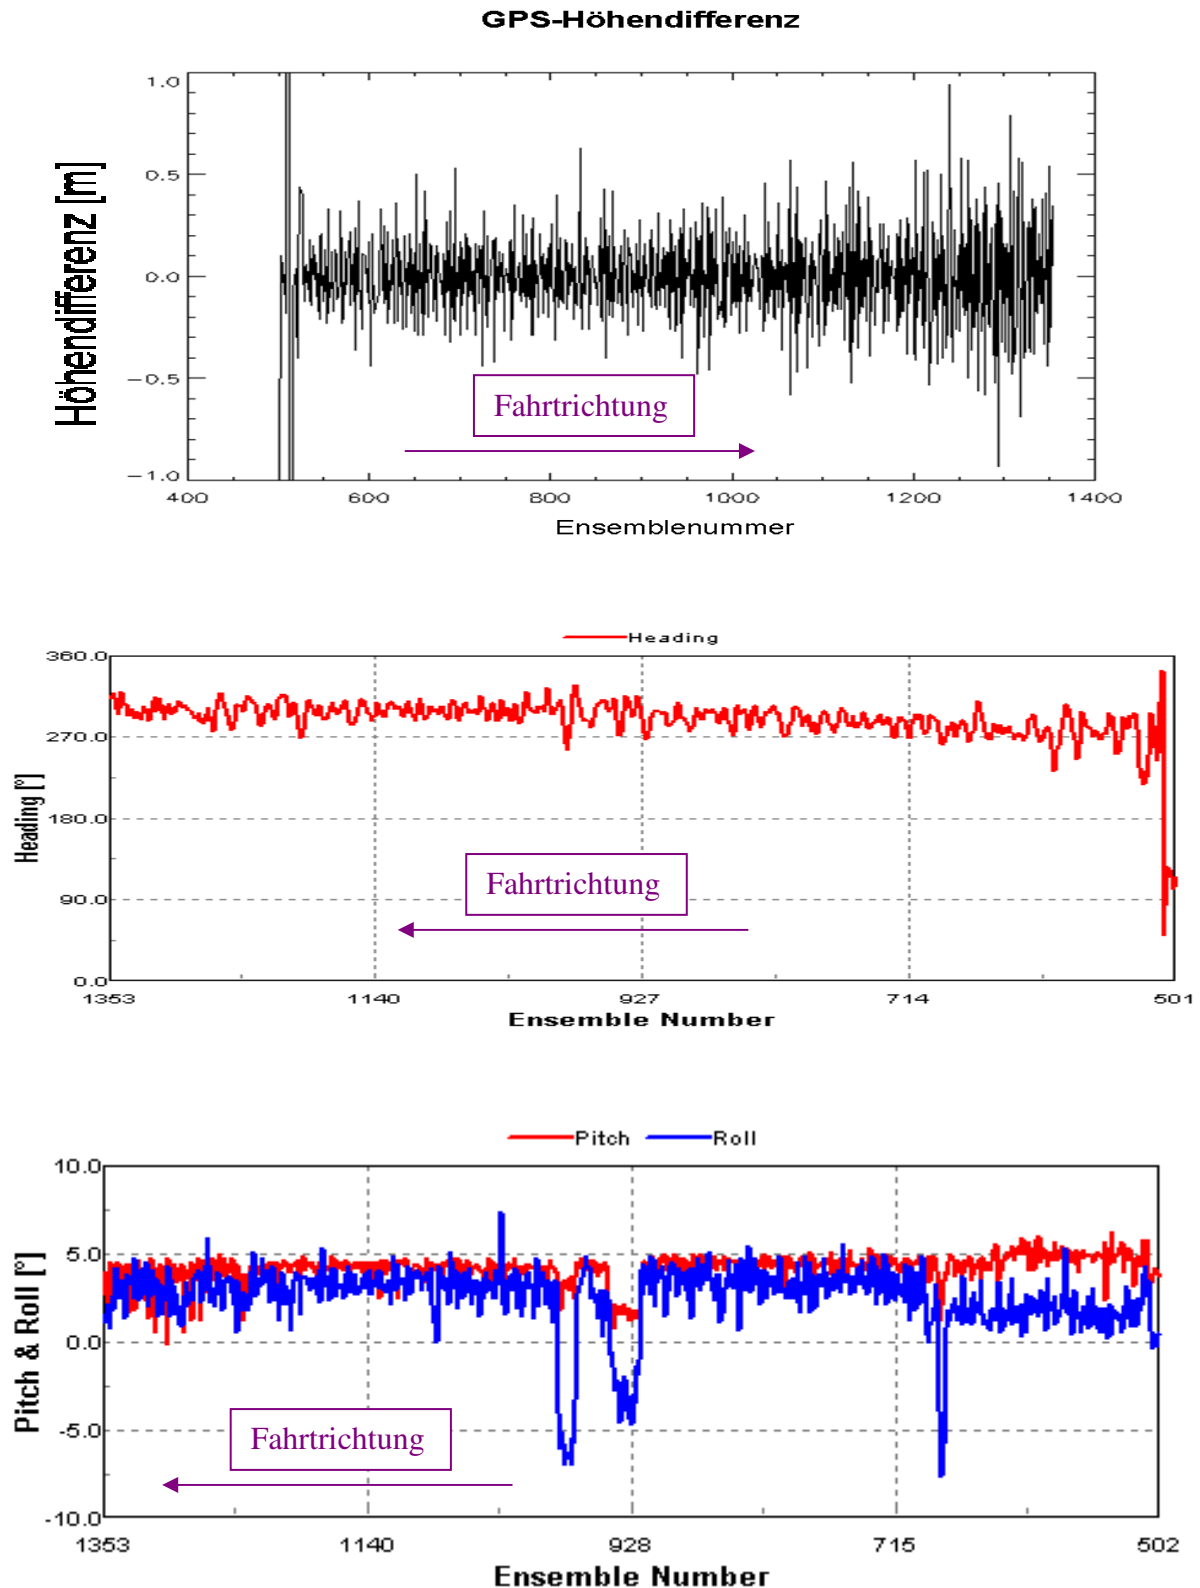 GPS-Höhendifferenz
1.0
0.5
0.0
−0.5
−1.0
Höhendifferenz [m]
Fahrtrichtung
400 600 800 1000 1200 1400
Ensemblenummer
Heading
360.0
270.0
180.0
90.0
0.0
Heading [°]
Fahrtrichtung
1353 1140 927 714 501
Ensemble Number
Pitch Roll
10.0
5.0
0.0
-5.0
-10.0
Pitch & Roll [°]
Fahrtrichtung
1353 1140 928 715 502
Ensemble Number